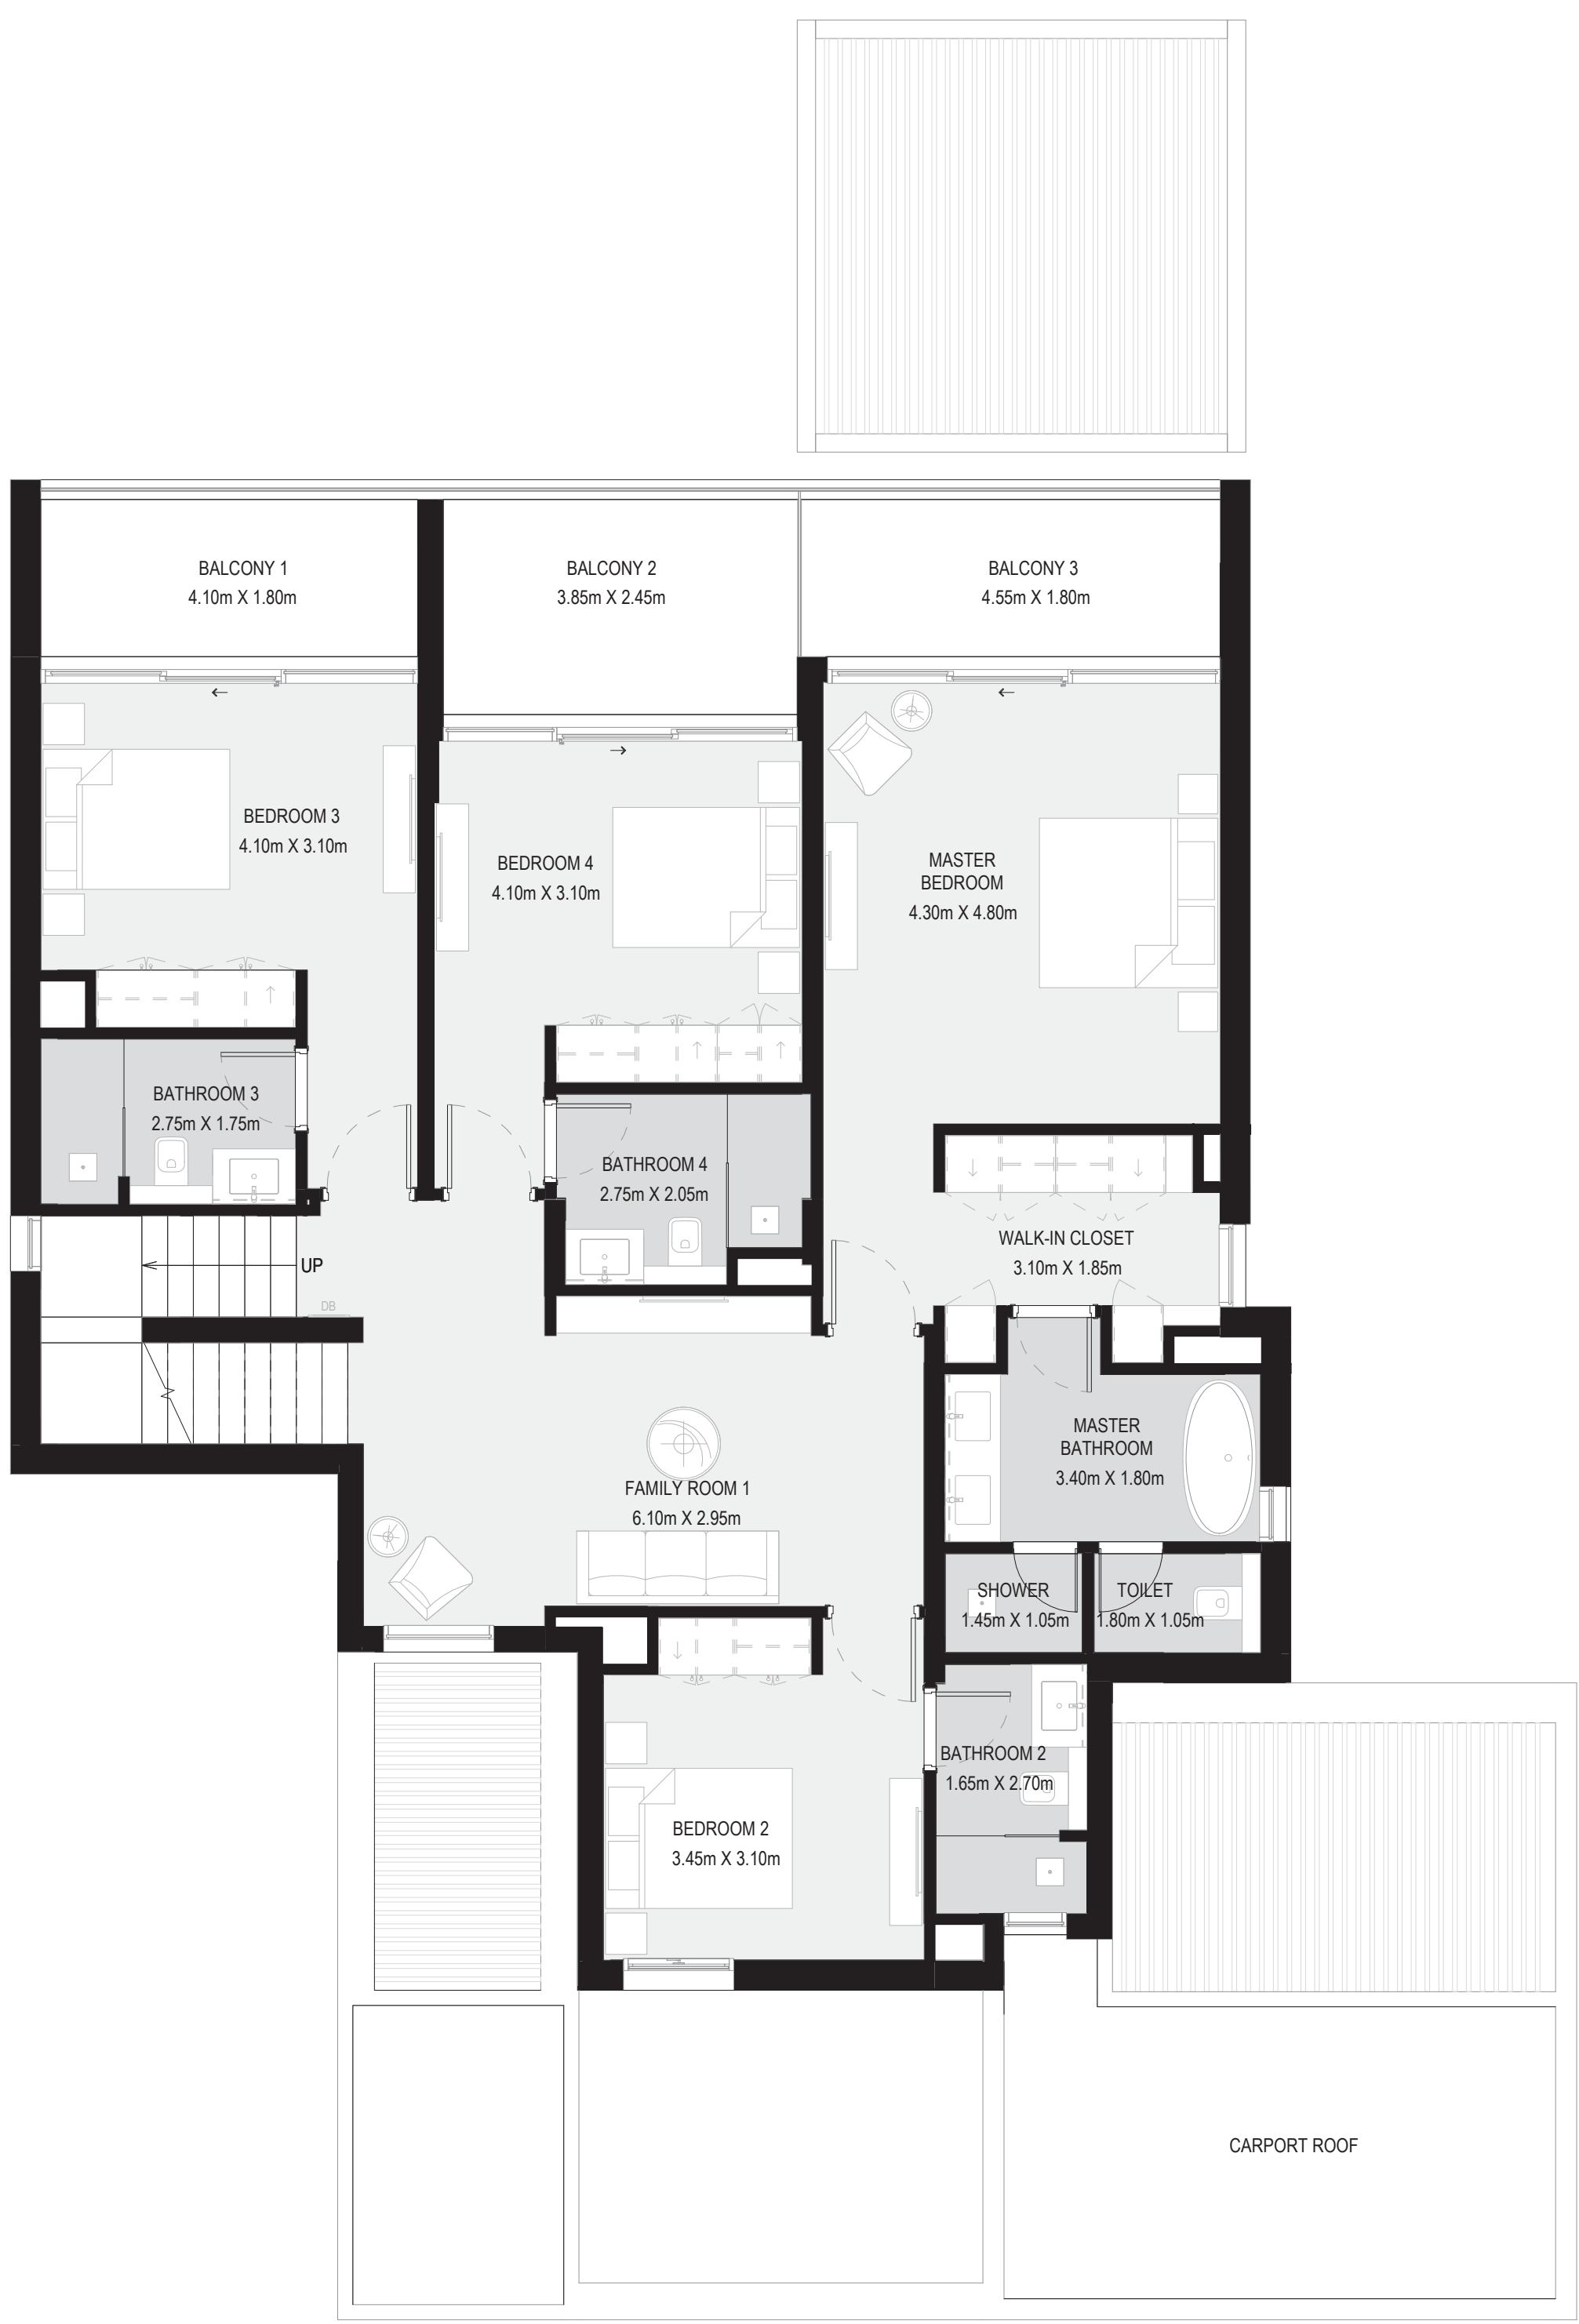 BALCONY 1
4.10m X 1.80m
BALCONY 2
3.85m X 2.45m
BALCONY 3
4.55m X 1.80m
BEDROOM 3
4.10m X 3.10m
BEDROOM 4
4.10m X 3.10m
MASTER
BEDROOM
4.30m X 4.80m
BATHROOM 3
2.75m X 1.75m
BATHROOM 4
2.75m X 2.05m
WALK-IN CLOSET
3.10m X 1.85m
UP
DB
MASTER
BATHROOM
3.40m X 1.80m
FAMILY ROOM 1
6.10m X 2.95m
SHOWER
1.45m X 1.05m
TOILET
1.80m X 1.05m
BATHROOM 2
1.65m X 2.70m
BEDROOM 2
3.45m X 3.10m
CARPORT ROOF